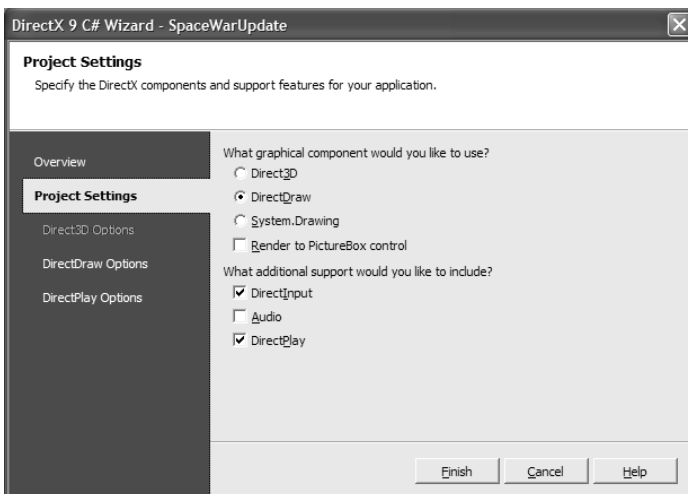 DirectX 9 C# Wizard - SpaceWarUpdate
Project Settings
Specify the DirectX components and support features for your application.
Overview
Project Settings
Direct3D Options
DirectDraw Options
DirectPlay Options
What graphical component would you like to use?
Direct3D
DirectDraw
System.Drawing
Render to PictureBox control
What additional support would you like to include?
DirectInput
Audio
DirectPlay
Finish
Cancel
Help